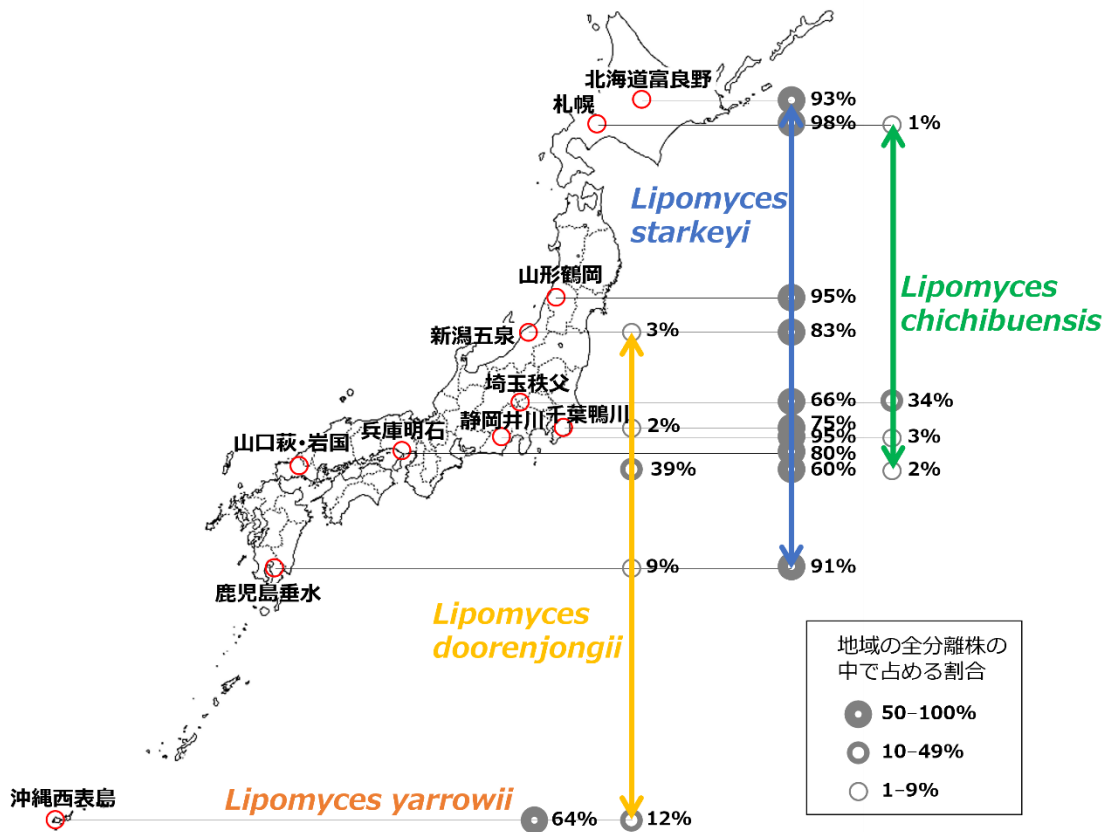 北海道富良野
93%
札幌
98%
1%
Lipomyces
starkeyi
山形鶴岡
95%
Lipomyces
chichibuensis
新潟五泉
3%
83%
埼玉秩父
66%
34%
静岡井川
千葉鴨川
2%
75%
95%
3%
兵庫明石
80%
山口萩・岩国
39%
60%
2%
鹿児島垂水
9%
91%
Lipomyces
doorenjongii
地域の全分離株の
中で占める割合
50–100%
10–49%
1–9%
沖縄西表島
Lipomyces yarrowii
64%
12%